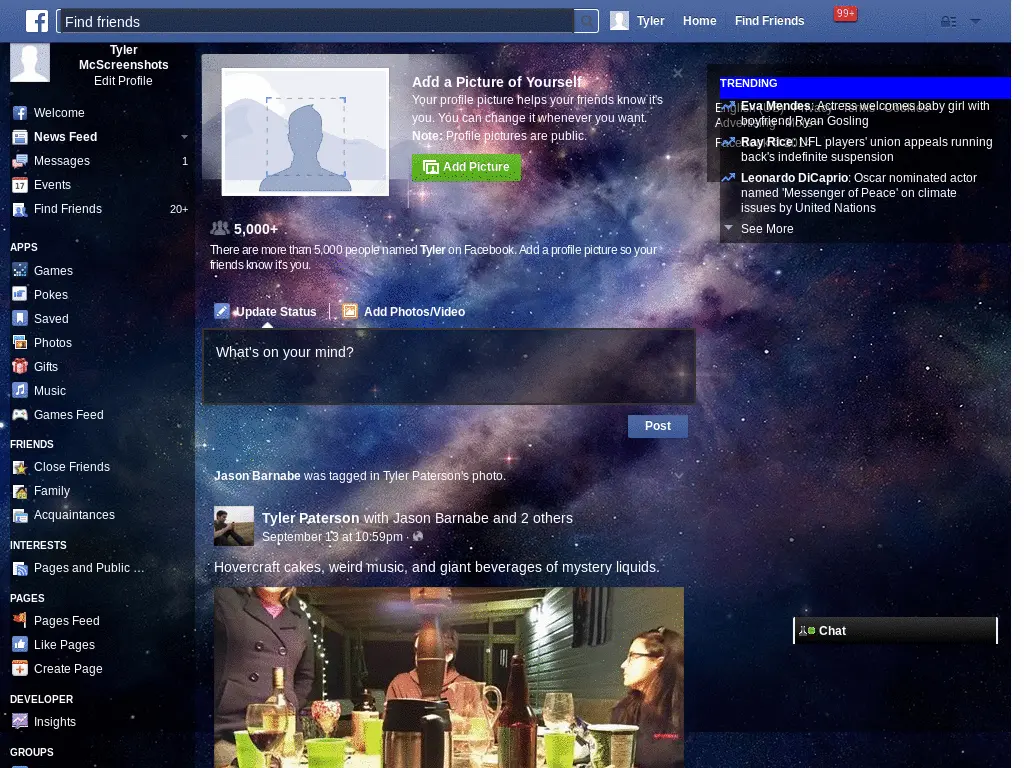 f
Find friends
Tyler
Home
Find Friends
99+
Tyler
McScreenshots
Edit Profile
Welcome
News Feed
Messages 1
17
Events
Find Friends 20+
APPS
Games
Pokes
Saved
Photos
Gifts
Music
Games Feed
FRIENDS
Close Friends
Family
Acquaintances
INTERESTS
Pages and Public ...
PAGES
Pages Feed
Like Pages
Create Page
DEVELOPER
Insights
GROUPS
Add a Picture of Yourself
Your profile picture helps your friends know it's
you. You can change it whenever you want.
Note: Profile pictures are public.
Add Picture
5,000+
There are more than 5,000 people named Tyler on Facebook. Add a profile picture so your
friends know it's you.
Update Status
Add Photos/Video
What's on your mind?
Post
Jason Barnabe was tagged in Tyler Paterson's photo.
Tyler Paterson with Jason Barnabe and 2 others
September 13 at 10:59pm ·
Hovercraft cakes, weird music, and giant beverages of mystery liquids.
TRENDING
Eva Mendes: Actress welcomes baby girl with
boyfriend Ryan Gosling
Ray Rice: NFL players' union appeals running
back's indefinite suspension
Leonardo DiCaprio: Oscar nominated actor
named 'Messenger of Peace' on climate
issues by United Nations
See More
Chat